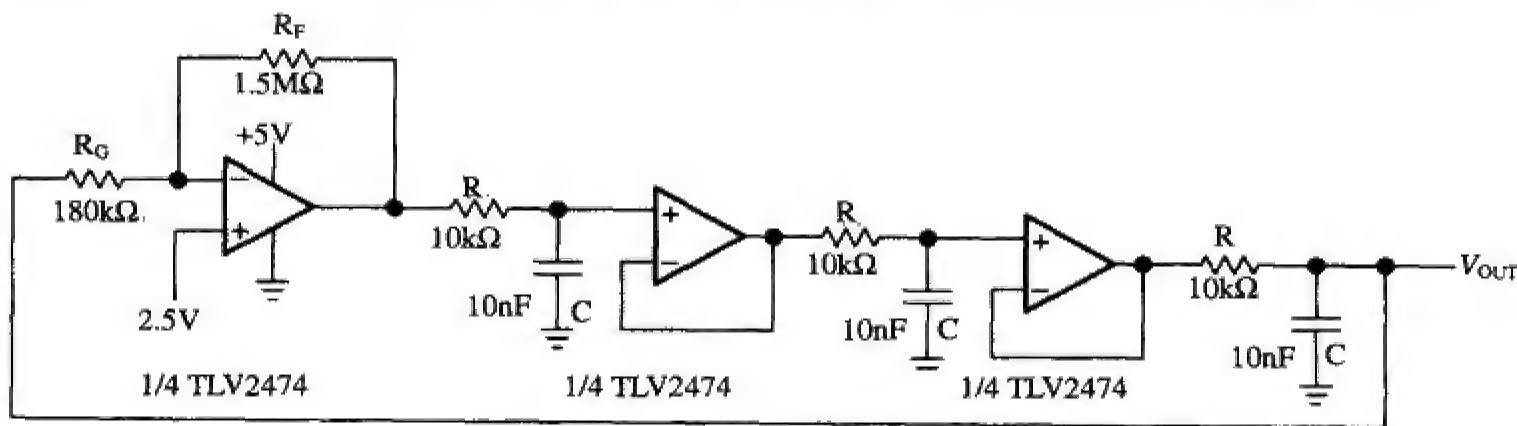 R_F
1.5MΩ
+5V
R_G
180kΩ
−
+
2.5V
1/4 TLV2474
R
10kΩ
10nF
C
+
−
1/4 TLV2474
R
10kΩ
10nF
C
+
−
1/4 TLV2474
R
10kΩ
10nF
C
V_OUT